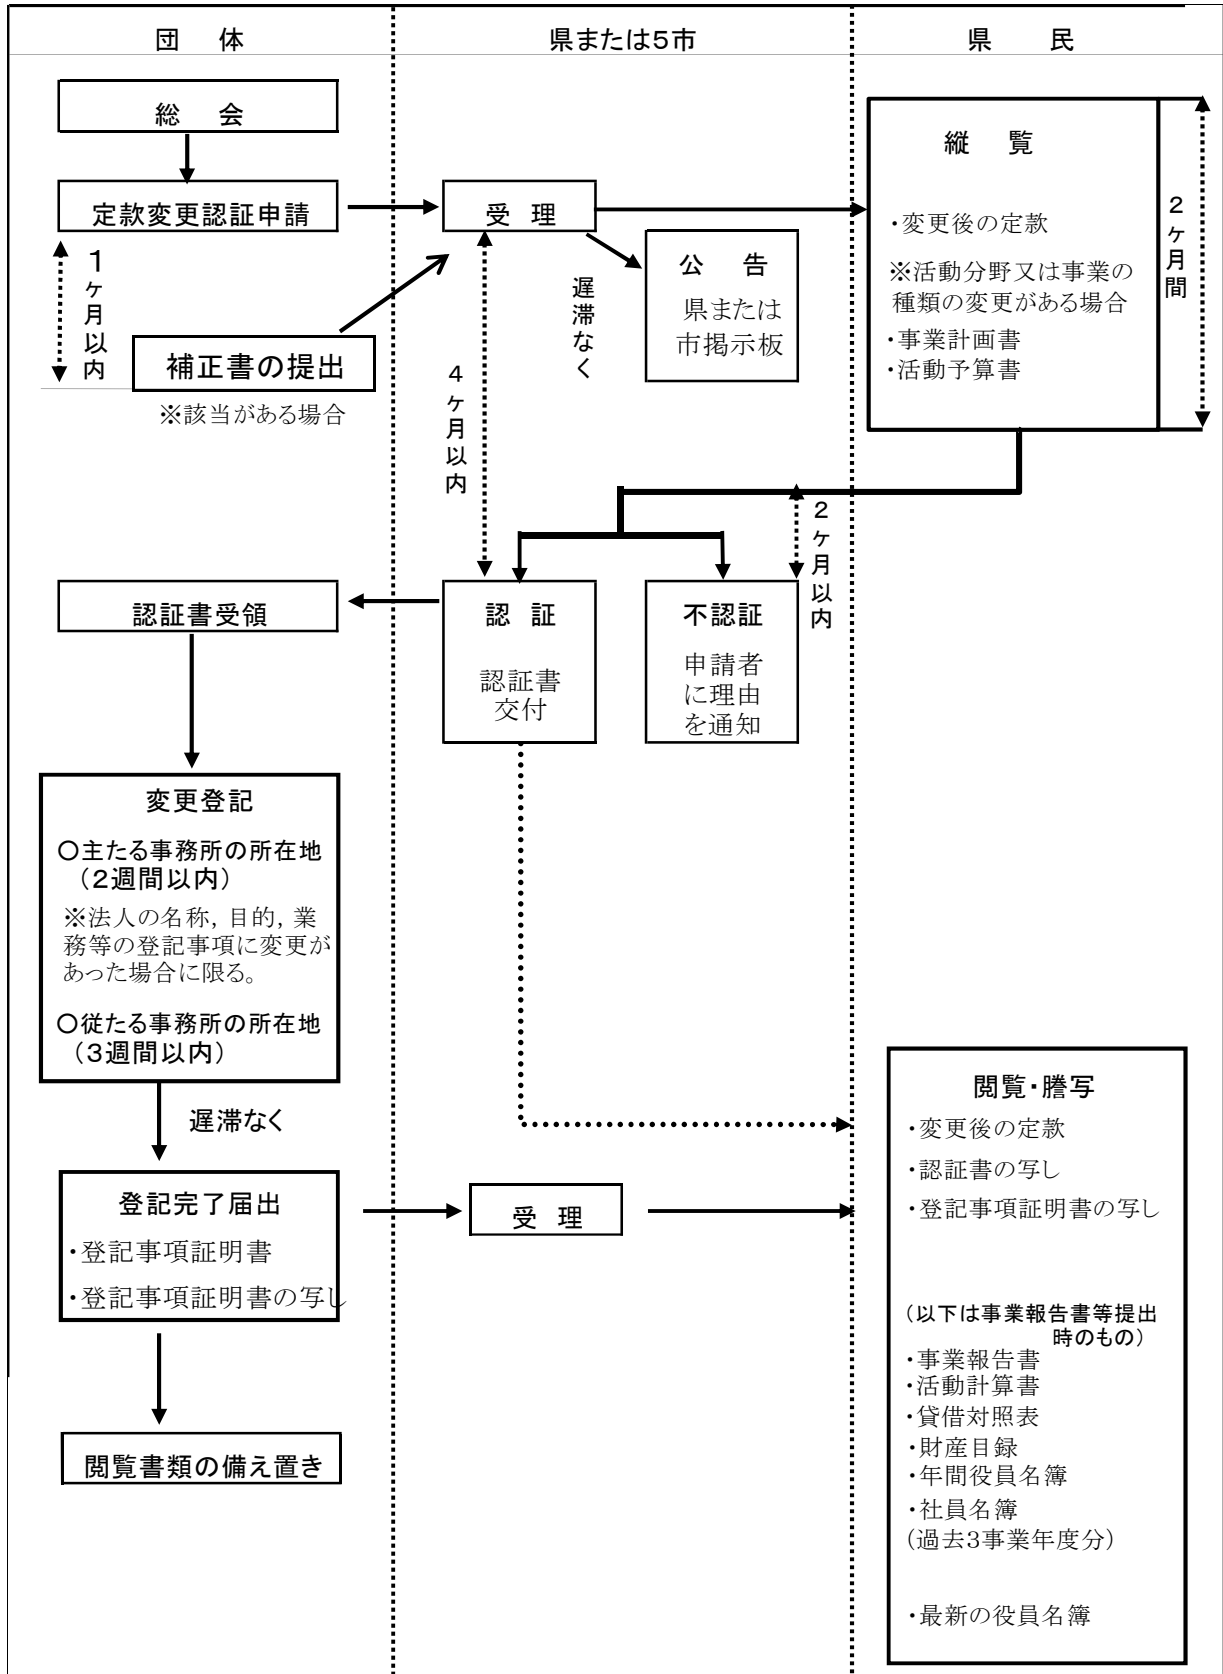 団　体
県または５市
県　民
総　会
定款変更認証申請
１ヶ月以内
補正書の提出
※該当がある場合
受 理
遅滞なく
公　告
県または
市掲示板
４ヶ月以内
縦　覧
・変更後の定款
※活動分野又は事業の
種類の変更がある場合
・事業計画書
・活動予算書
２ヶ月間
２ヶ月以内
認証書受領
認 証
認証書
交付
不認証
申請者
に理由
を通知
変更登記
○主たる事務所の所在地
（２週間以内）
※法人の名称，目的，業
務等の登記事項に変更が
あった場合に限る。
○従たる事務所の所在地
（３週間以内）
遅滞なく
登記完了届出
・登記事項証明書
・登記事項証明書の写し
受 理
閲覧書類の備え置き
閲覧・謄写
・変更後の定款
・認証書の写し
・登記事項証明書の写し
（以下は事業報告書等提出
時のもの）
・事業報告書
・活動計算書
・貸借対照表
・財産目録
・年間役員名簿
・社員名簿
（過去３事業年度分）
・最新の役員名簿